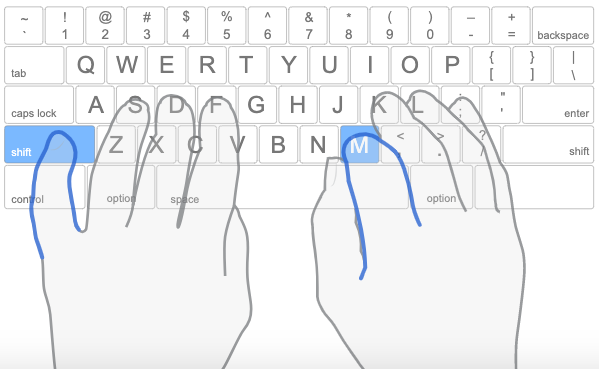 ~ ! @ # $ % ^ & * ( ) – +
` 1 2 3 4 5 6 7 8 9 0 - = backspace
tab Q W E R T Y U I O P { } |
[ ] \
caps lock A S D F G H J K L : "
; ' enter
shift Z X C V B N M < > ?
, . / shift
control option space option